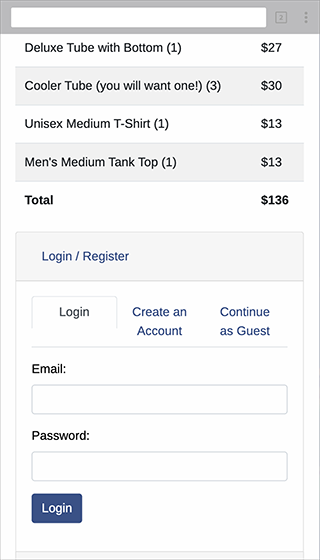 2
Deluxe Tube with Bottom (1) $27
Cooler Tube (you will want one!) (3) $30
Unisex Medium T-Shirt (1) $13
Men's Medium Tank Top (1) $13
Total $136
Login / Register
Login
Create an
Account
Continue
as Guest
Email:
Password:
Login